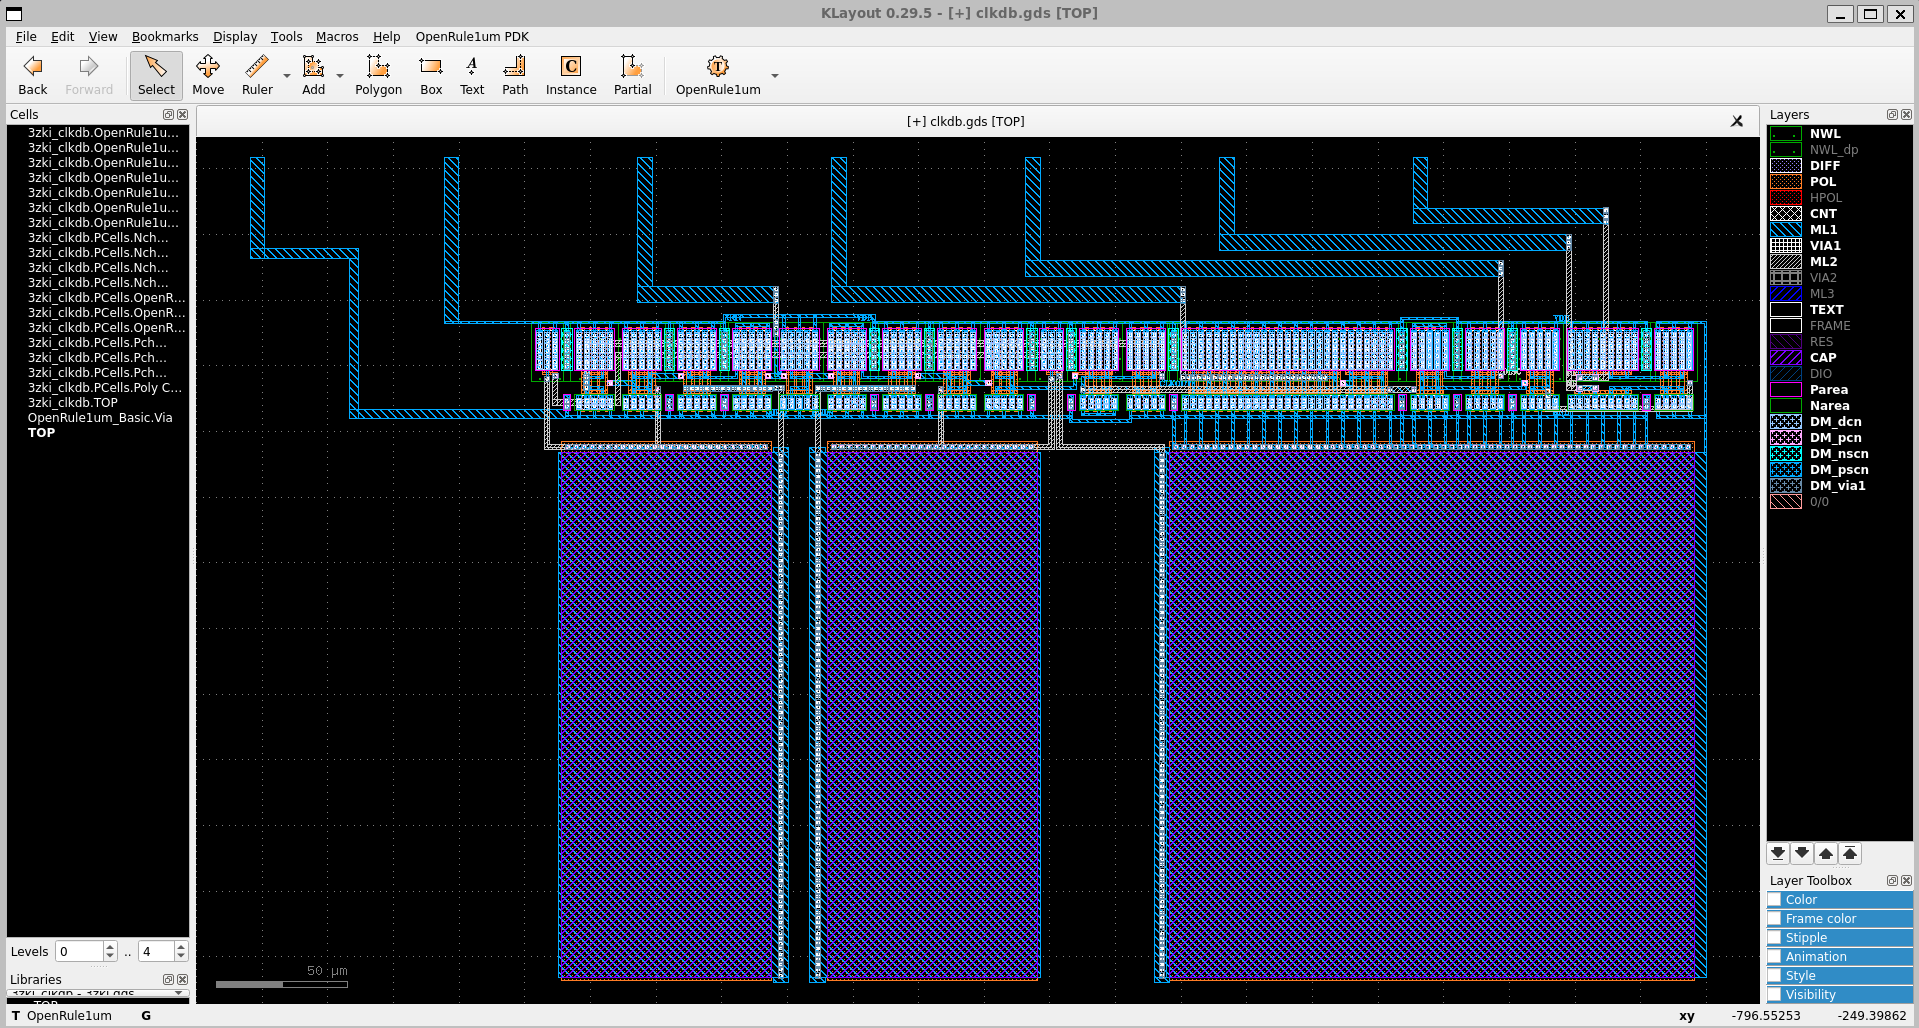 KLayout 0.29.5 - [+] clkdb.gds [TOP]
File Edit View Bookmarks Display Tools Macros Help OpenRule1um PDK
Back Forward Select Move Ruler Add Polygon Box Text Path Instance Partial OpenRule1um
Cells
[+] clkdb.gds [TOP]
Layers
3zki_clkdb.OpenRule1u...
3zki_clkdb.OpenRule1u...
3zki_clkdb.OpenRule1u...
3zki_clkdb.OpenRule1u...
3zki_clkdb.OpenRule1u...
3zki_clkdb.OpenRule1u...
3zki_clkdb.OpenRule1u...
3zki_clkdb.PCells.Nch...
3zki_clkdb.PCells.Nch...
3zki_clkdb.PCells.Nch...
3zki_clkdb.PCells.Nch...
3zki_clkdb.PCells.OpenR...
3zki_clkdb.PCells.OpenR...
3zki_clkdb.PCells.OpenR...
3zki_clkdb.PCells.Pch...
3zki_clkdb.PCells.Pch...
3zki_clkdb.PCells.Pch...
3zki_clkdb.PCells.Poly C...
3zki_clkdb.TOP
OpenRule1um_Basic.Via
TOP
NWL
NWL_dp
DIFF
POL
HPOL
CNT
ML1
VIA1
ML2
VIA2
ML3
TEXT
FRAME
RES
CAP
DIO
Parea
Narea
DM_dcn
DM_pcn
DM_nscn
DM_pscn
DM_via1
0/0
50 µm
Levels 0 .. 4
Libraries
3zki_clkdb - 3zki.gds
TOP
Layer Toolbox
Color
Frame color
Stipple
Animation
Style
Visibility
T OpenRule1um G xy -796.55253 -249.39862